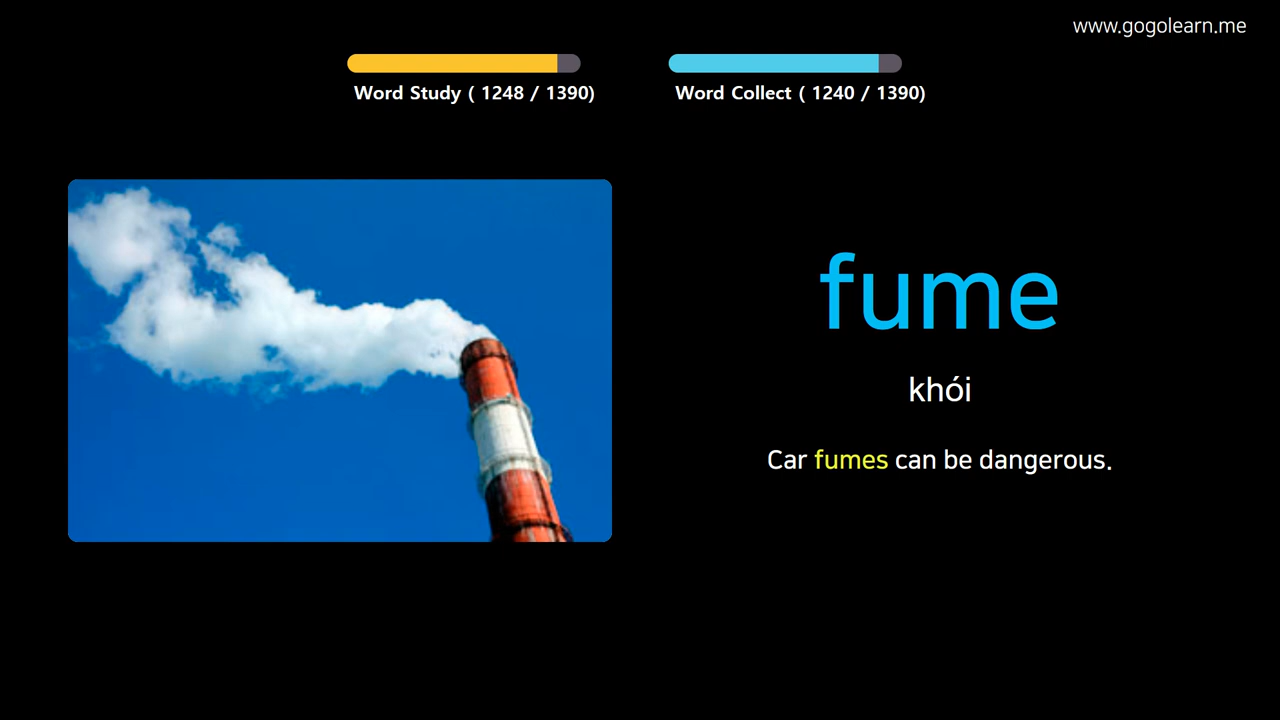 www.gogolearn.me
Word Study ( 1248 / 1390)
Word Collect ( 1240 / 1390)
fume
khói
Car fumes can be dangerous.